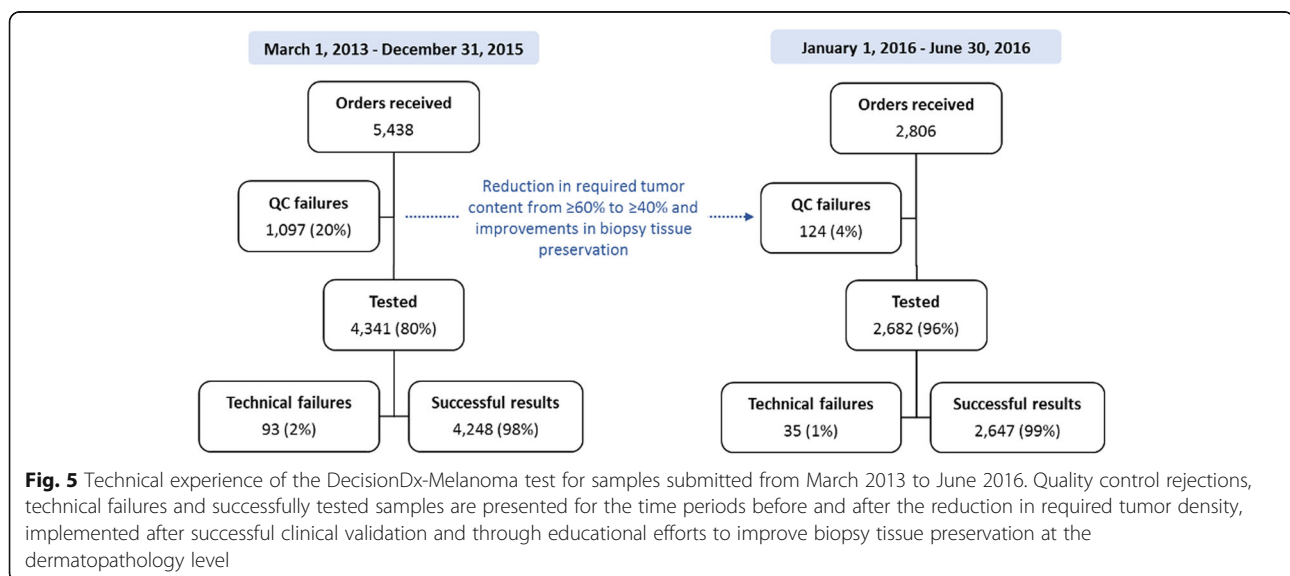 March 1, 2013 - December 31, 2015
January 1, 2016 - June 30, 2016
Orders received
5,438
Orders received
2,806
QC failures
1,097 (20%)
Reduction in required tumor
content from ≥60% to ≥40% and
improvements in biopsy tissue
preservation
QC failures
124 (4%)
Tested
4,341 (80%)
Tested
2,682 (96%)
Technical failures
93 (2%)
Successful results
4,248 (98%)
Technical failures
35 (1%)
Successful results
2,647 (99%)
Fig. 5 Technical experience of the DecisionDx-Melanoma test for samples submitted from March 2013 to June 2016. Quality control rejections,
technical failures and successfully tested samples are presented for the time periods before and after the reduction in required tumor density,
implemented after successful clinical validation and through educational efforts to improve biopsy tissue preservation at the
dermatopathology level